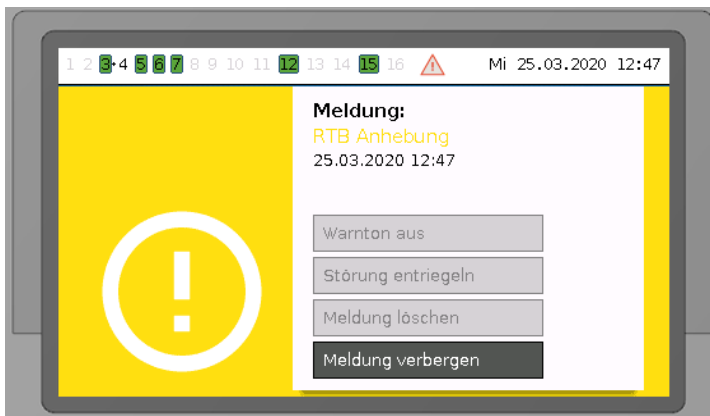 1 2 3·4 5 6 7 8 9 10 11 12 13 14 15 16 Mi 25.03.2020 12:47
Meldung:
RTB Anhebung
25.03.2020 12:47
Warnton aus
Störung entriegeln
Meldung löschen
Meldung verbergen